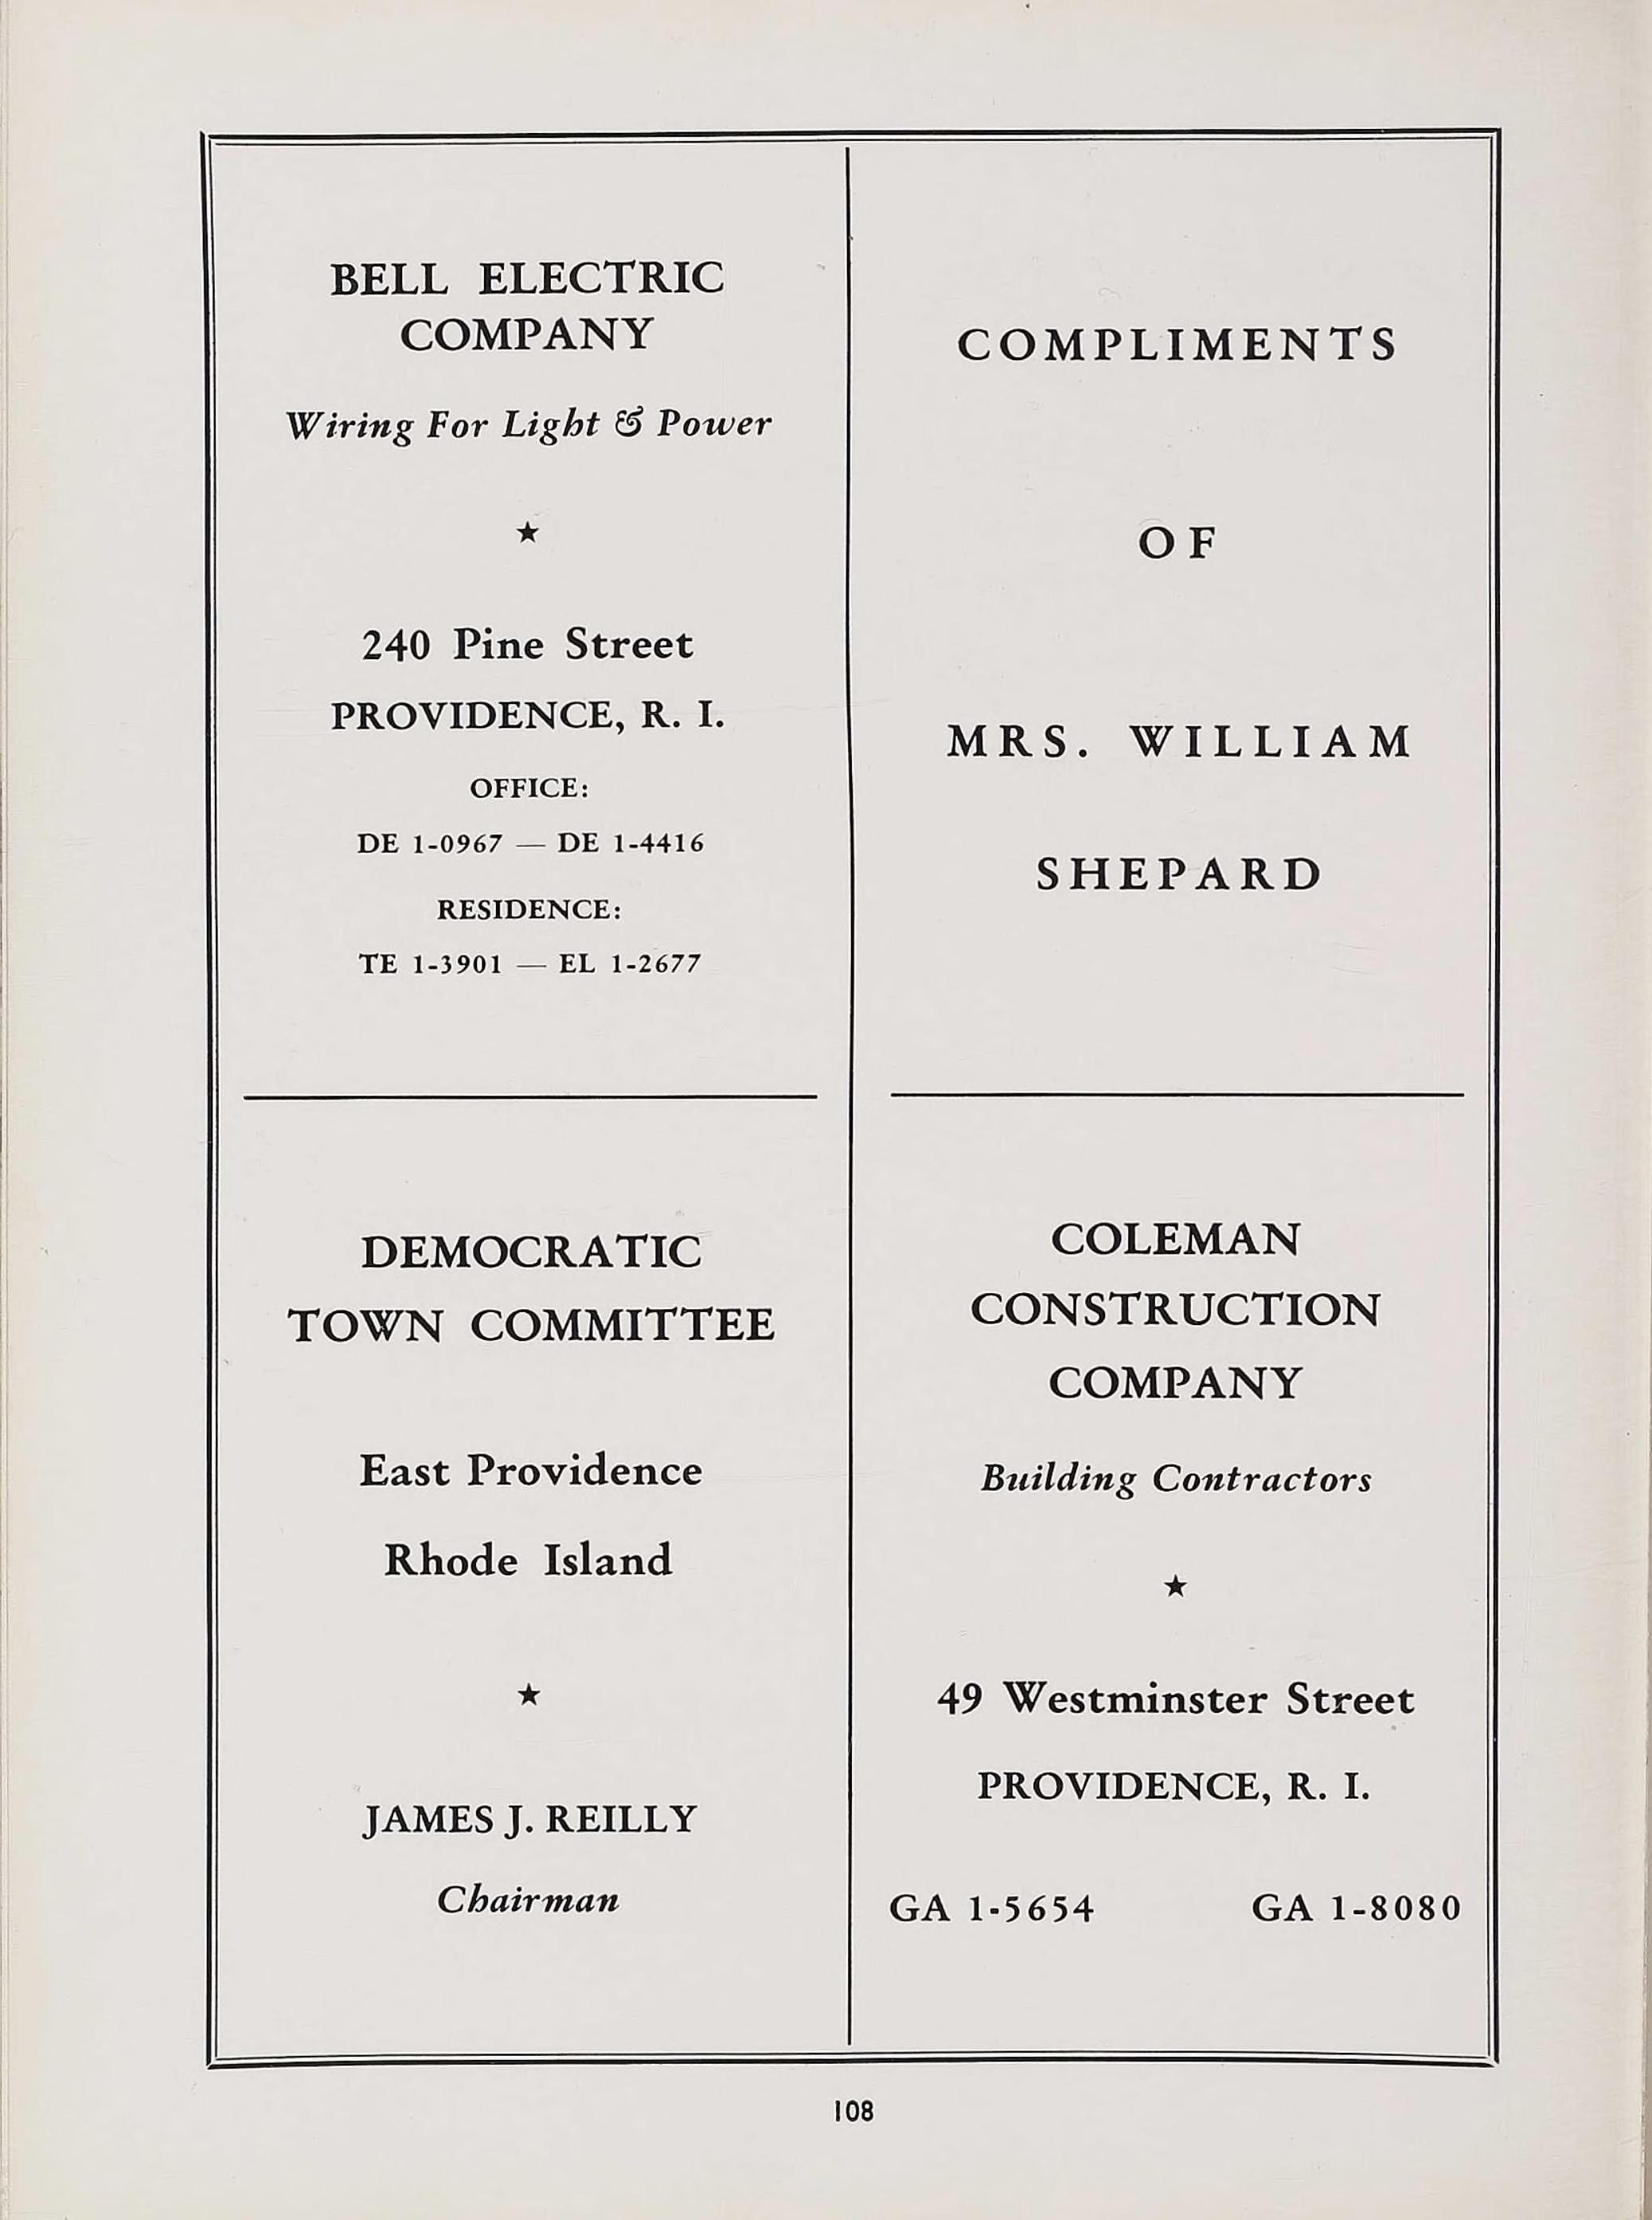 BELL ELECTRIC
COMPANY
Wiring For Light & Power
★
240 Pine Street
PROVIDENCE, R. I.
OFFICE:
DE 1-0967 — DE 1-4416
RESIDENCE:
TE 1-3901 — EL 1-2677
COMPLIMENTS
OF
MRS. WILLIAM
SHEPARD
DEMOCRATIC
TOWN COMMITTEE
East Providence
Rhode Island
★
JAMES J. REILLY
Chairman
COLEMAN
CONSTRUCTION
COMPANY
Building Contractors
★
49 Westminster Street
PROVIDENCE, R. I.
GA 1-5654 GA 1-8080
108